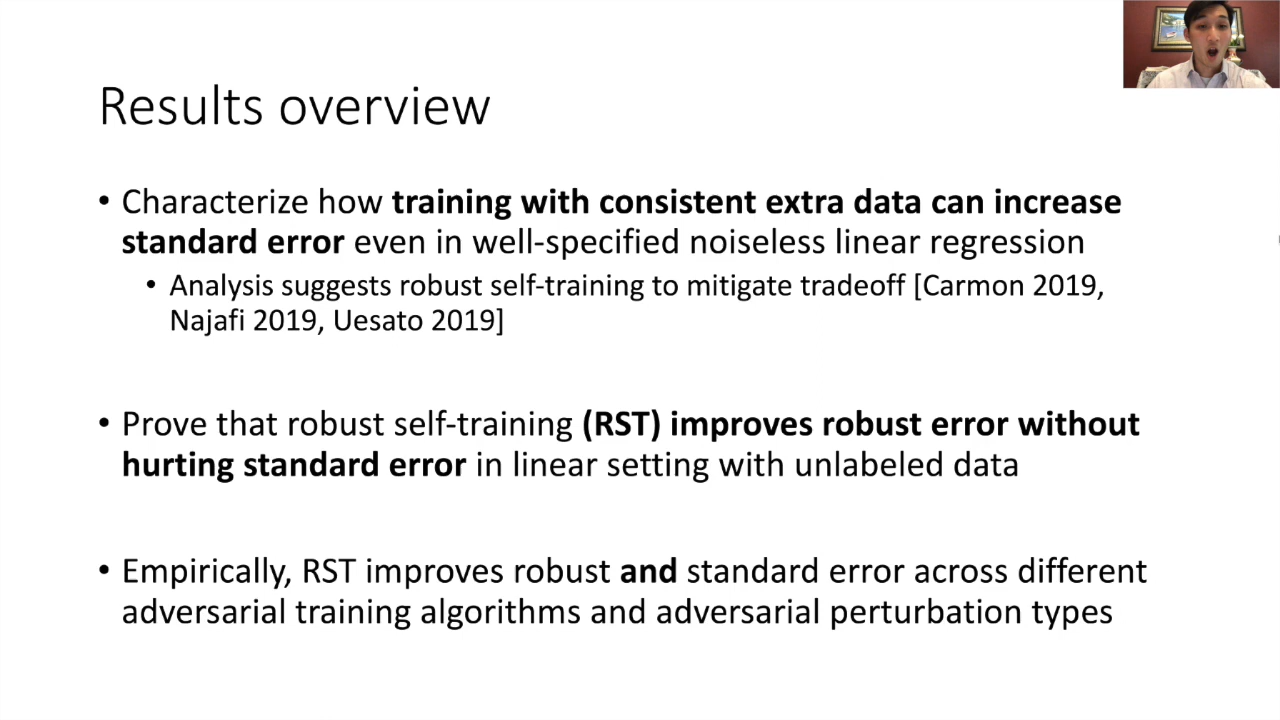 Results overview
• Characterize how training with consistent extra data can increase
standard error even in well-specified noiseless linear regression
• Analysis suggests robust self-training to mitigate tradeoff [Carmon 2019,
Najafi 2019, Uesato 2019]
• Prove that robust self-training (RST) improves robust error without
hurting standard error in linear setting with unlabeled data
• Empirically, RST improves robust and standard error across different
adversarial training algorithms and adversarial perturbation types